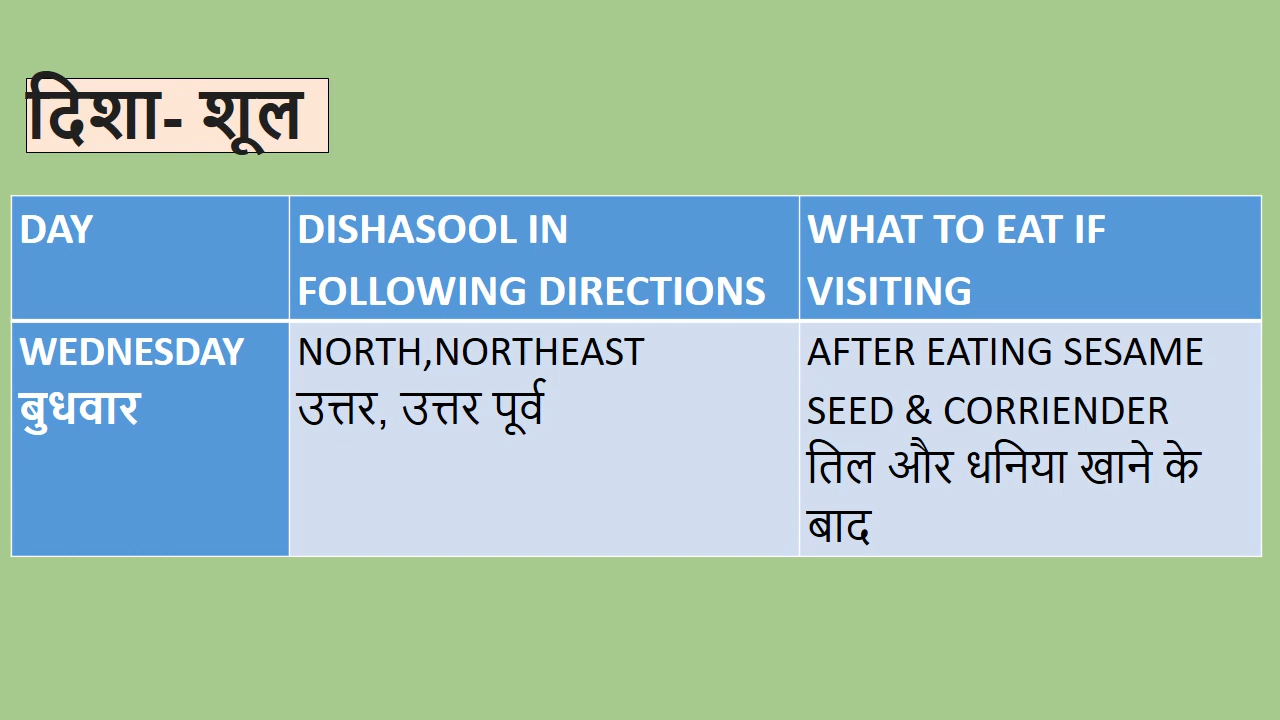 दिशा- शूल
DAY
DISHASOOL IN
FOLLOWING DIRECTIONS
WHAT TO EAT IF
VISITING
WEDNESDAY
बुधवार
NORTH,NORTHEAST
उत्तर, उत्तर पूर्व
AFTER EATING SESAME
SEED & CORRIENDER
तिल और धनिया खाने के
बाद